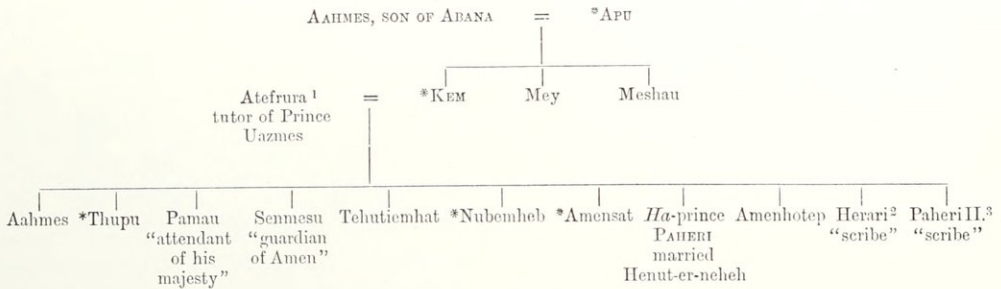 AAHMES, SON OF ABANA = *APU
Atefrura¹ = *KEM Mey Meshau
tutor of Prince
Uazmes
Aahmes *Thupu Pamau Senmesu Tehutiemhat *Nubemheb *Amensat Ha-prince Amenhotep Herari² Paheri II.³
"attendant "guardian PAHERI "scribe" "scribe"
of his of Amen" married
majesty" Henut-er-neheh